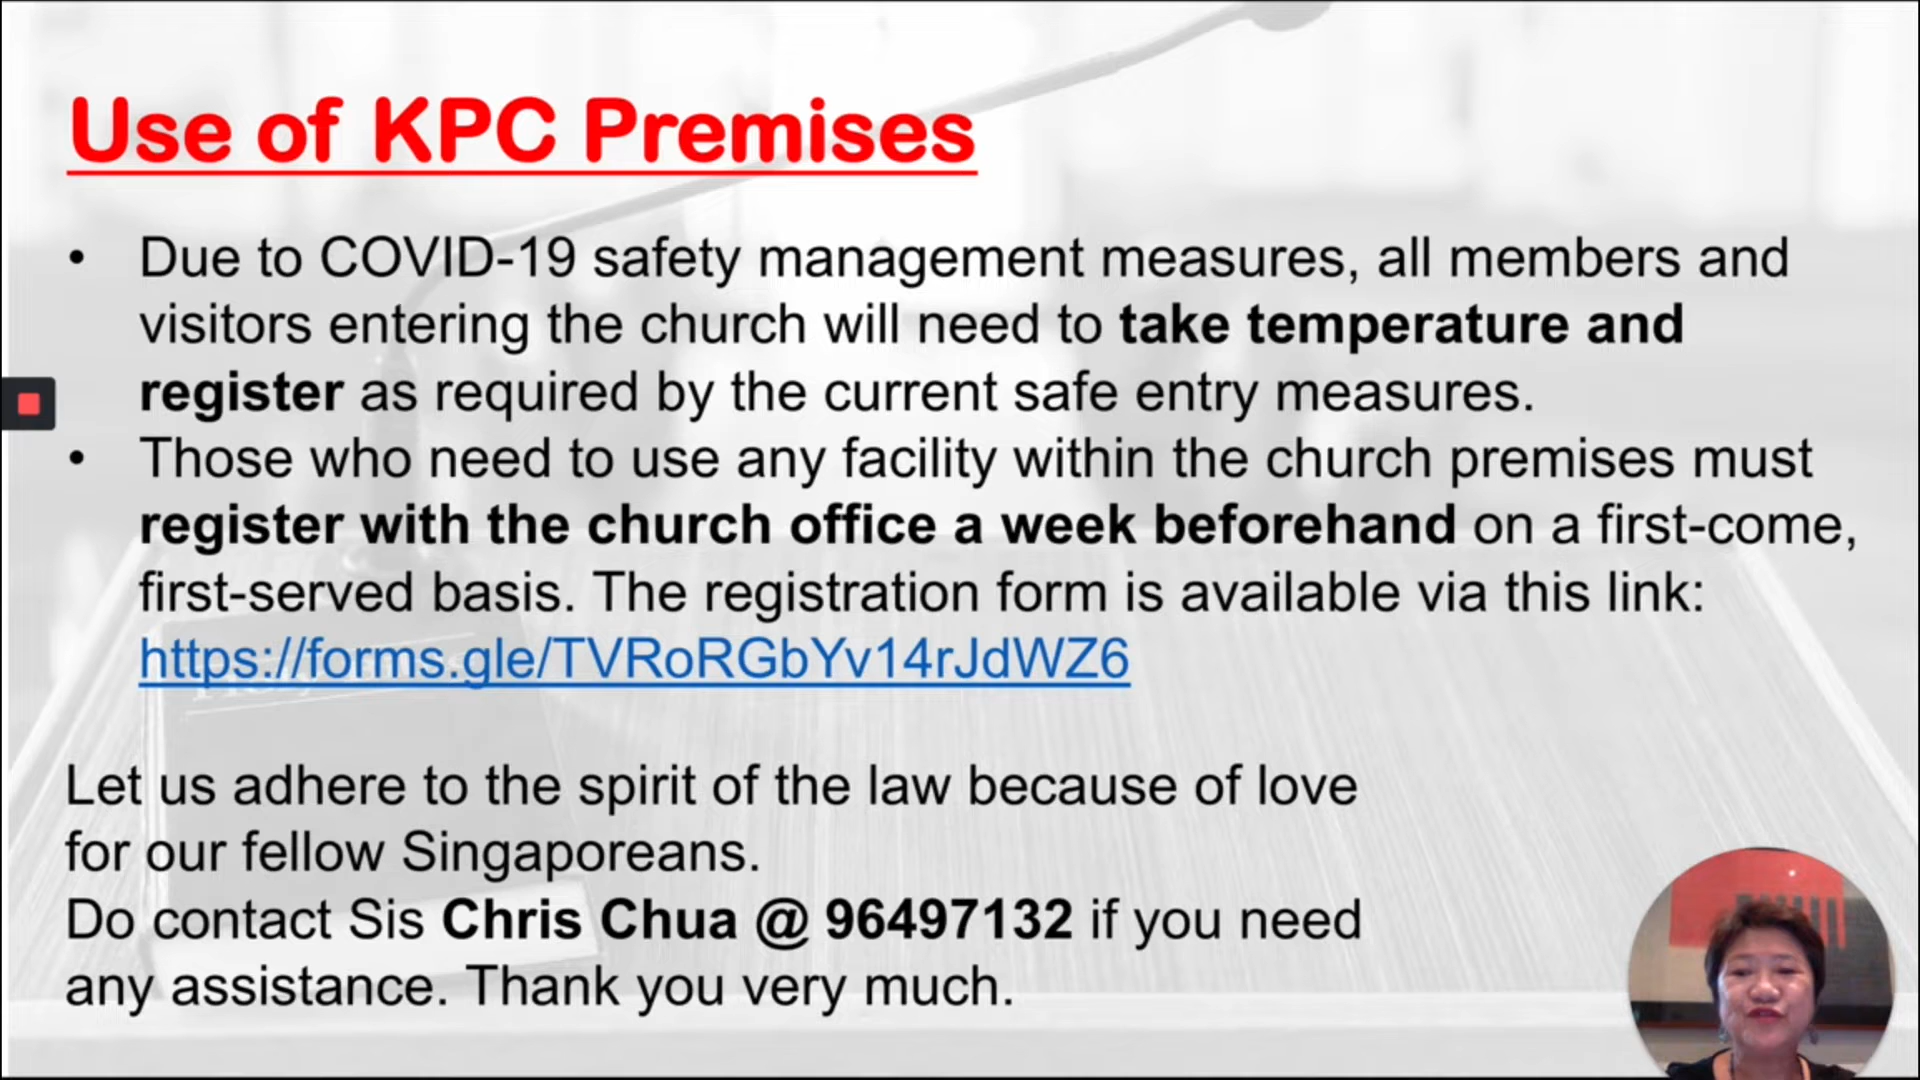 Use of KPC Premises
• Due to COVID-19 safety management measures, all members and
visitors entering the church will need to take temperature and
register as required by the current safe entry measures.
• Those who need to use any facility within the church premises must
register with the church office a week beforehand on a first-come,
first-served basis. The registration form is available via this link:
https://forms.gle/TVRoRGbYv14rJdWZ6
Let us adhere to the spirit of the law because of love
for our fellow Singaporeans.
Do contact Sis Chris Chua @ 96497132 if you need
any assistance. Thank you very much.